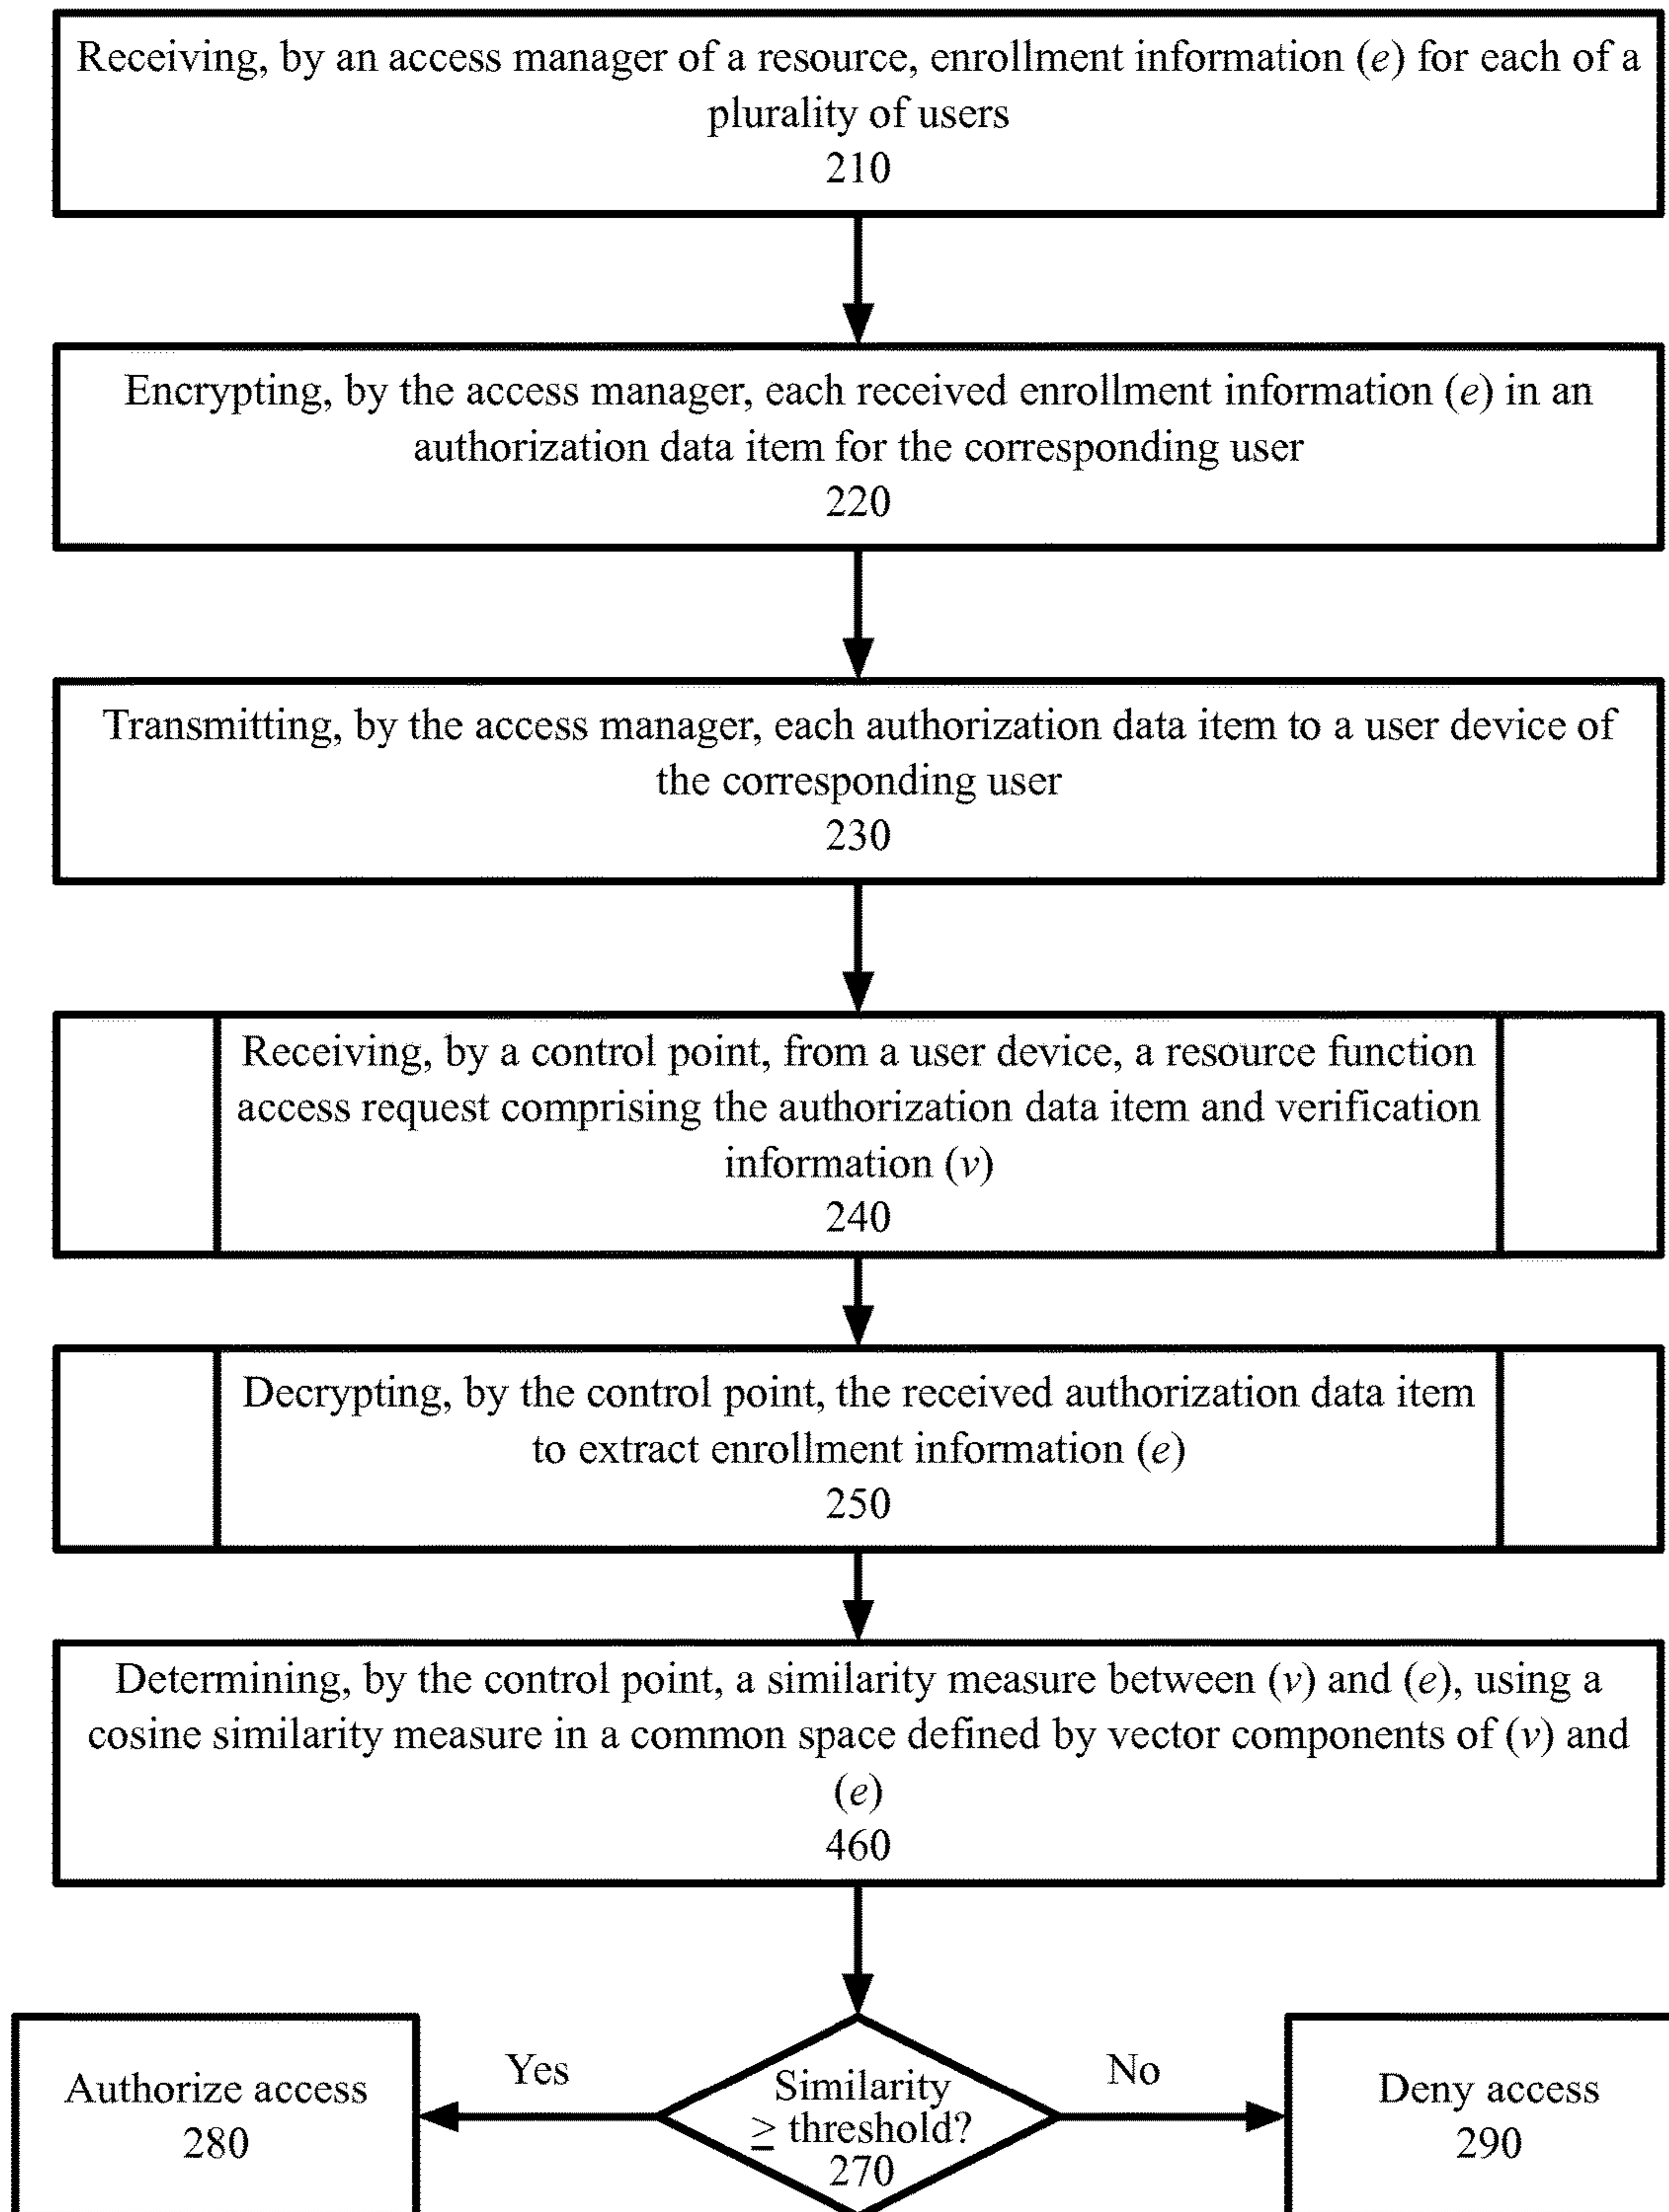 Receiving, by an access manager of a resource, enrollment information (e) for each of a
plurality of users
210
Encrypting, by the access manager, each received enrollment information (e) in an
authorization data item for the corresponding user
220
Transmitting, by the access manager, each authorization data item to a user device of
the corresponding user
230
Receiving, by a control point, from a user device, a resource function
access request comprising the authorization data item and verification
information (v)
240
Decrypting, by the control point, the received authorization data item
to extract enrollment information (e)
250
Determining, by the control point, a similarity measure between (v) and (e), using a
cosine similarity measure in a common space defined by vector components of (v) and
(e)
460
Authorize access
280
Yes
Similarity
≥ threshold?
270
No
Deny access
290